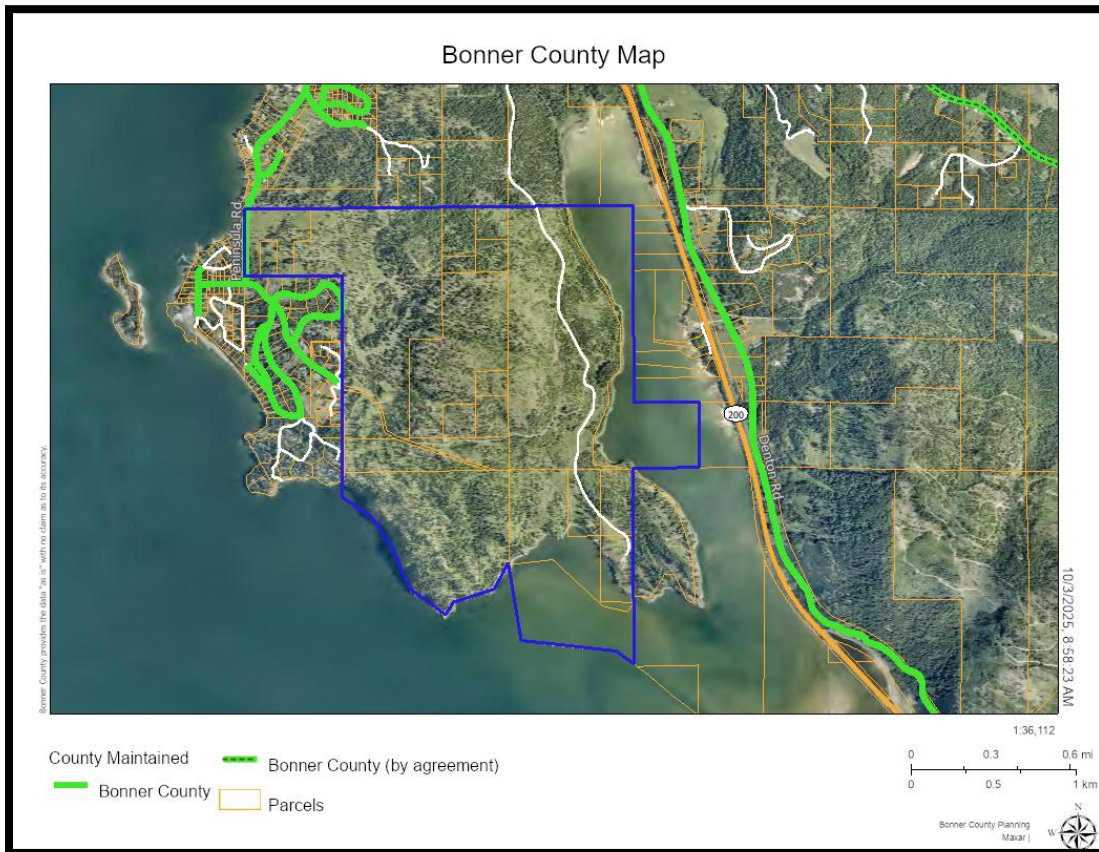 Bonner County Map
Peninsula Rd
200
Denton Rd
Bonner County provides the data "as is" with no claim as to its accuracy.
10/3/2025, 8:58:23 AM
1:36,112
County Maintained
Bonner County
Bonner County (by agreement)
Parcels
0 0.3 0.6 mi
0 0.5 1 km
Bonner County Planning
Maxar |
N
W